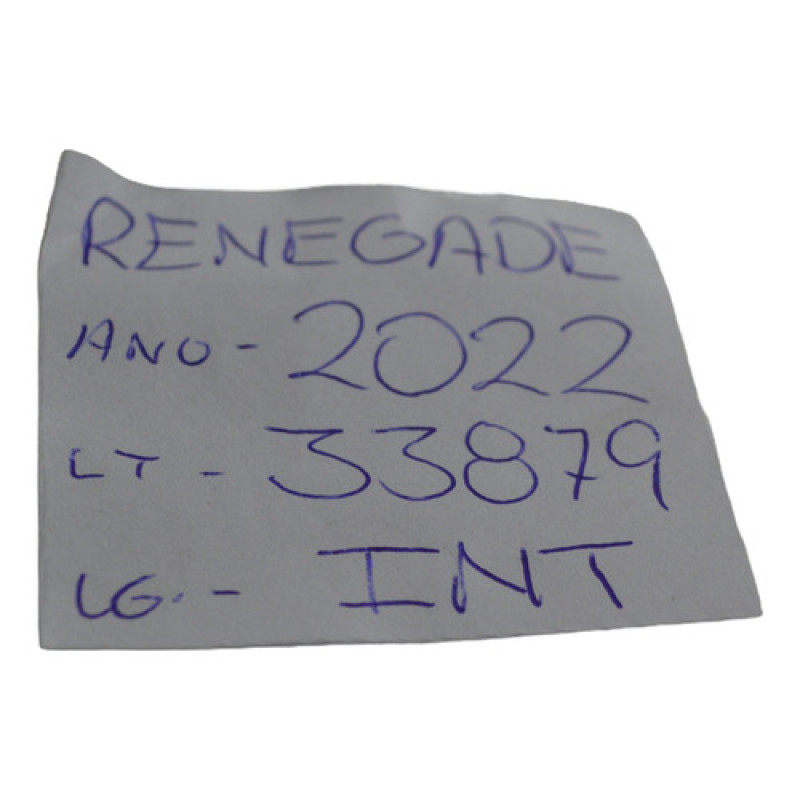 RENEGADE
ANO - 2022
LT - 33879
LG. - INT